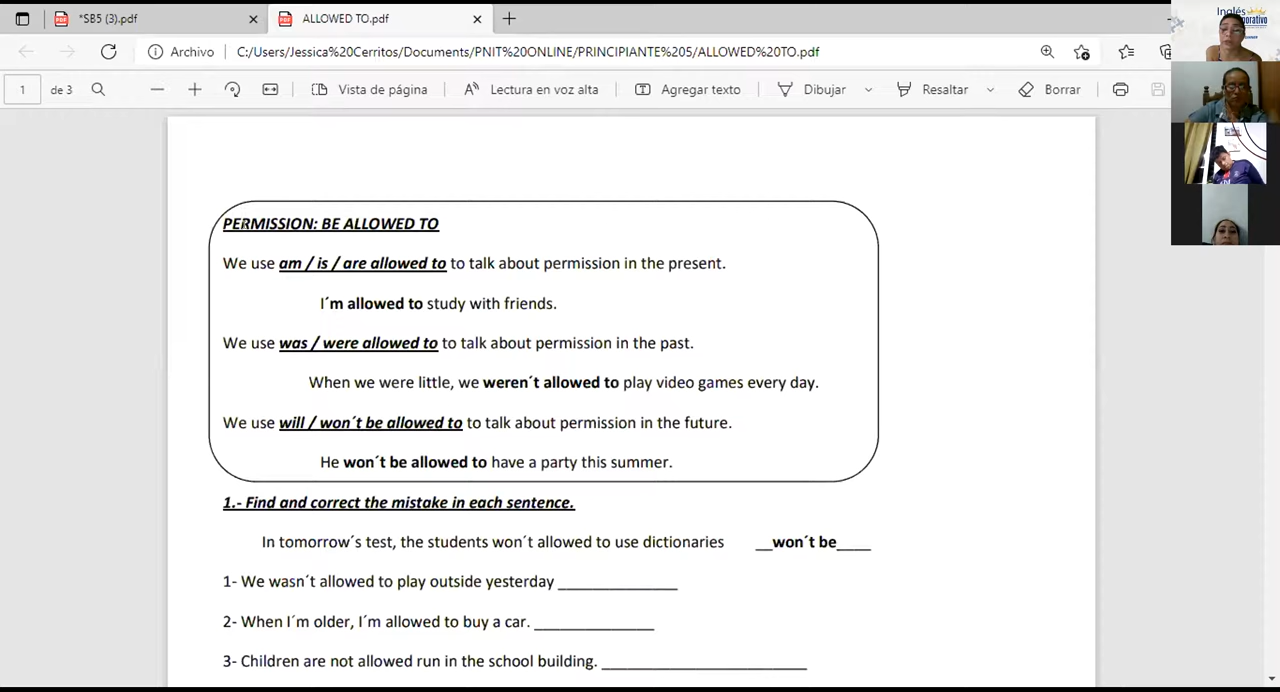 *SB5 (3).pdf
ALLOWED TO.pdf
Archivo
C:/Users/Jessica%20Cerritos/Documents/PNIT%20ONLINE/PRINCIPIANTE%205/ALLOWED%20TO.pdf
1 de 3
Vista de página
Lectura en voz alta
Agregar texto
Dibujar
Resaltar
Borrar
Inglés
PERMISSION: BE ALLOWED TO
We use am / is / are allowed to to talk about permission in the present.
I´m allowed to study with friends.
We use was / were allowed to to talk about permission in the past.
When we were little, we weren´t allowed to play video games every day.
We use will / won´t be allowed to to talk about permission in the future.
He won´t be allowed to have a party this summer.
1.- Find and correct the mistake in each sentence.
In tomorrow´s test, the students won´t allowed to use dictionaries __won´t be____
1- We wasn´t allowed to play outside yesterday ______________
2- When I´m older, I´m allowed to buy a car. ______________
3- Children are not allowed run in the school building. ________________________